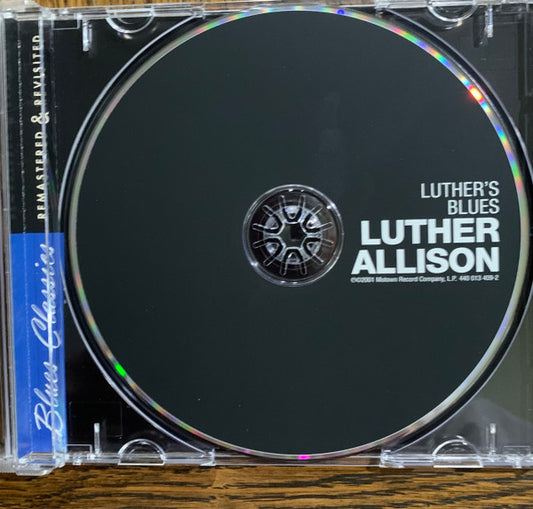 REMASTERED & REVISITED
Blues Classics
LUTHER'S
BLUES
LUTHER
ALLISON
℗©2001 Motown Record Company, L.P. 440 013 409-2